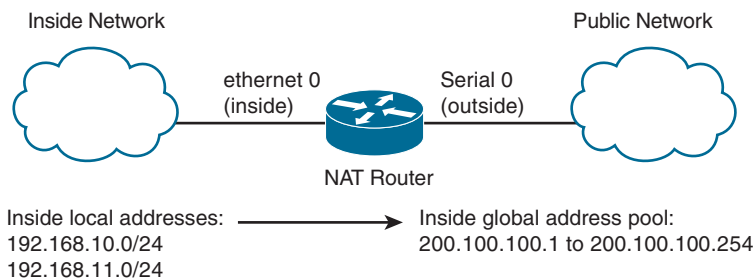 Inside Network
Public Network
ethernet 0
(inside)
Serial 0
(outside)
NAT Router
Inside local addresses:
192.168.10.0/24
192.168.11.0/24
Inside global address pool:
200.100.100.1 to 200.100.100.254